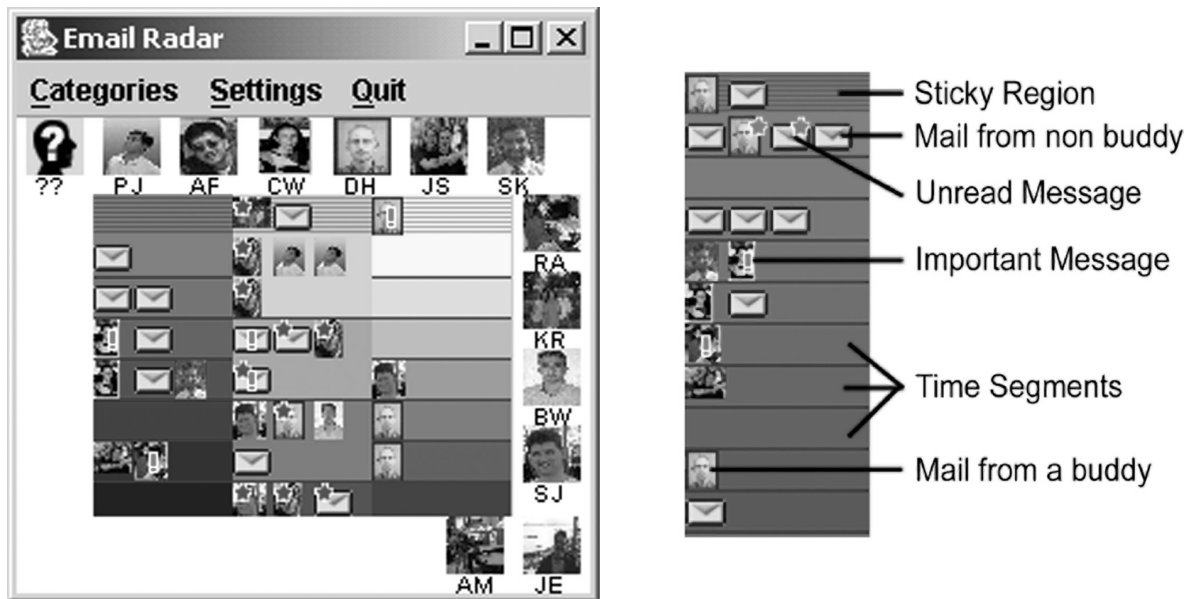 Email Radar
Categories Settings Quit
?? PJ AF CW DH JS SK
RA
KR
BW
SJ
AM JE
Sticky Region
Mail from non buddy
Unread Message
Important Message
Time Segments
Mail from a buddy